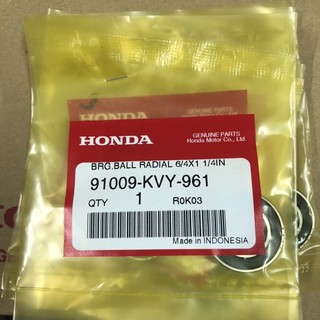 HONDA
GENUINE PARTS
Honda Motor Co., Ltd.
BRG.BALL RADIAL 6/4X1 1/4IN
91009-KVY-961
QTY 1 R0K03
Made in INDONESIA